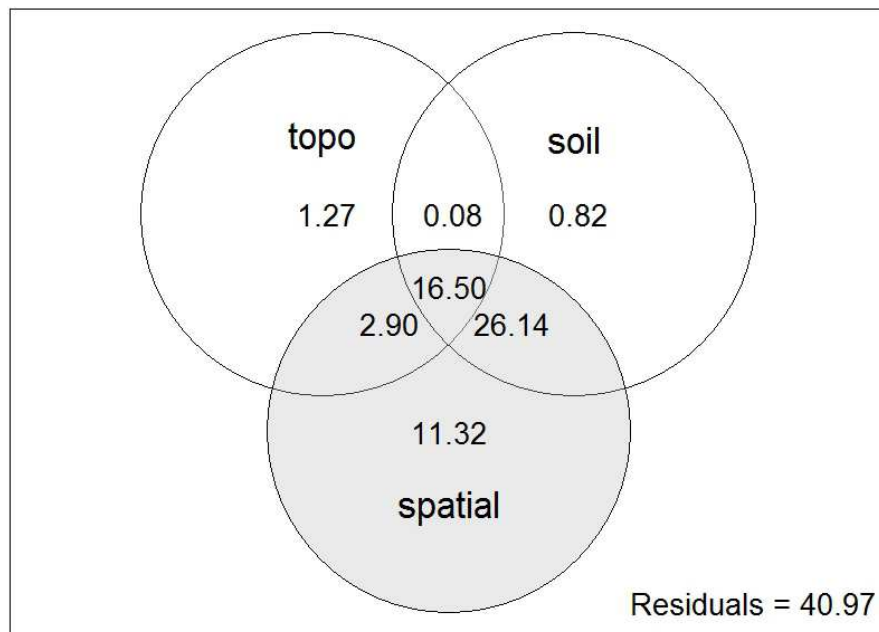 topo soil
1.27 0.08 0.82
16.50
2.90 26.14
11.32
spatial
Residuals = 40.97